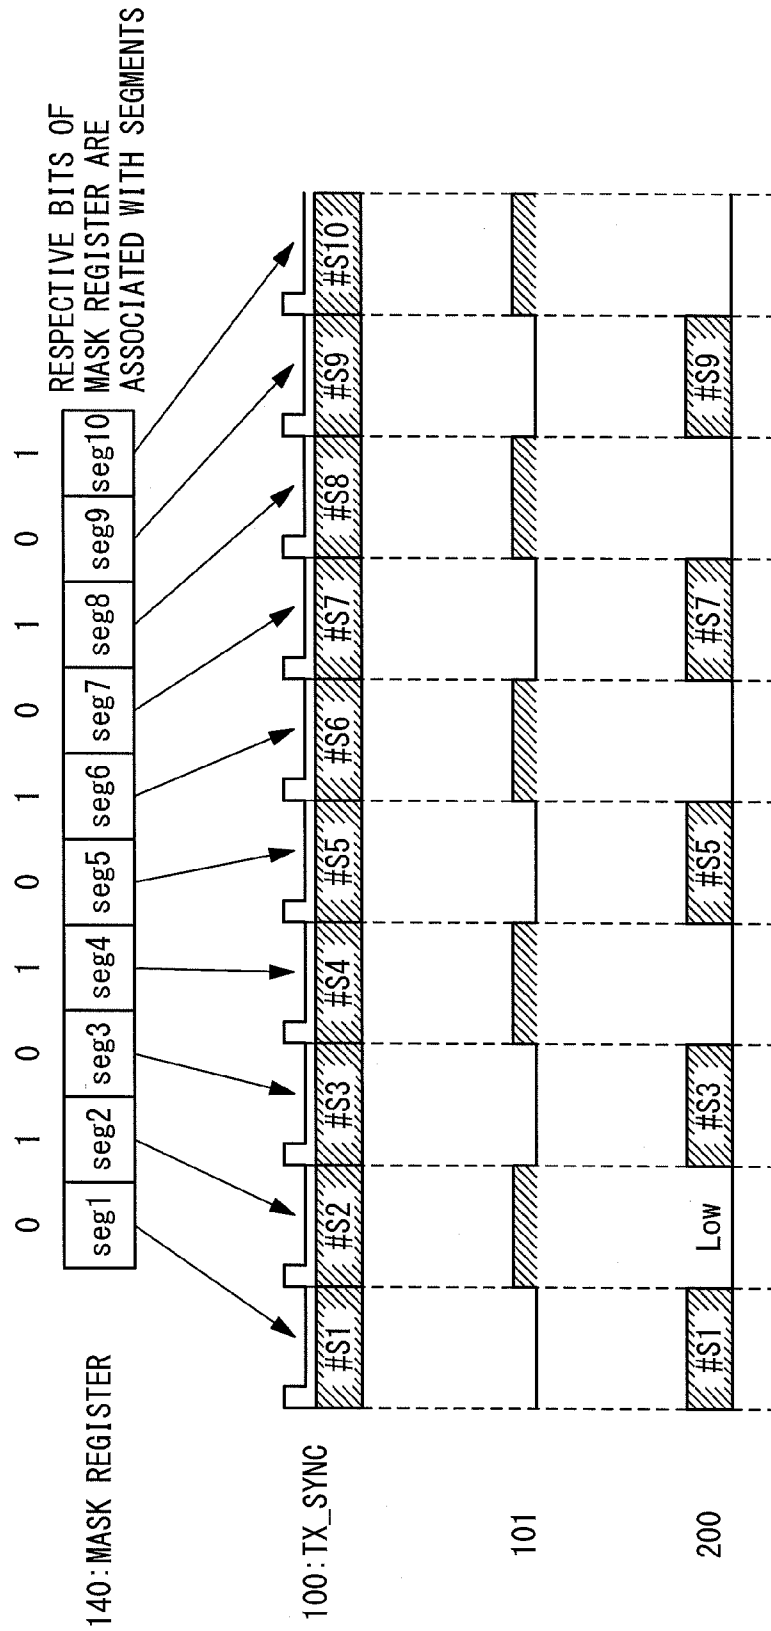 0 1 0 1 0 1 0 1 0 1
140:MASK REGISTER
seg1 seg2 seg3 seg4 seg5 seg6 seg7 seg8 seg9 seg10
RESPECTIVE BITS OF
MASK REGISTER ARE
ASSOCIATED WITH SEGMENTS
100:TX_SYNC
#S1 #S2 #S3 #S4 #S5 #S6 #S7 #S8 #S9 #S10
101
200
#S1 Low #S3 #S5 #S7 #S9